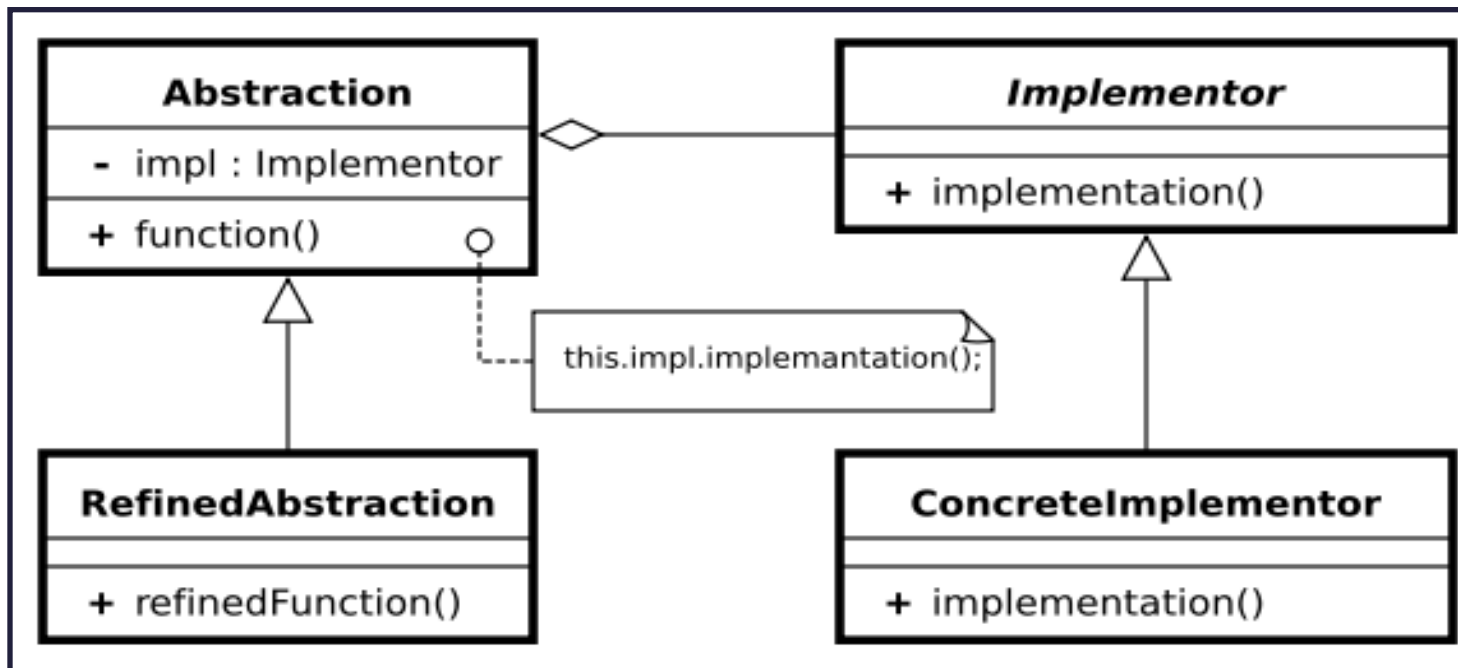 Abstraction
- impl : Implementor
+ function()
Implementor
+ implementation()
this.impl.implemantation();
RefinedAbstraction
+ refinedFunction()
ConcreteImplementor
+ implementation()